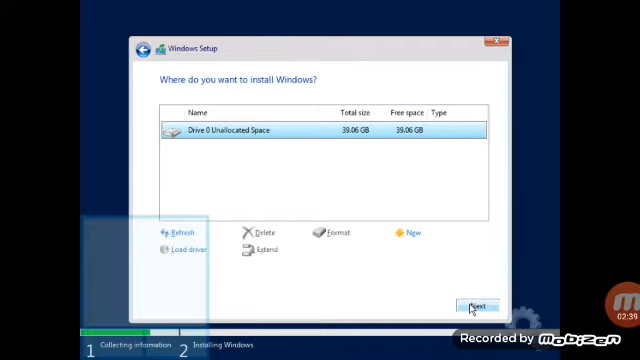 Windows Setup
Where do you want to install Windows?
Name Total size Free space Type
Drive 0 Unallocated Space 39.06 GB 39.06 GB
Refresh Delete Format New
Load driver Extend
Next
02:39
Recorded by mobizen
1 Collecting information 2 Installing Windows